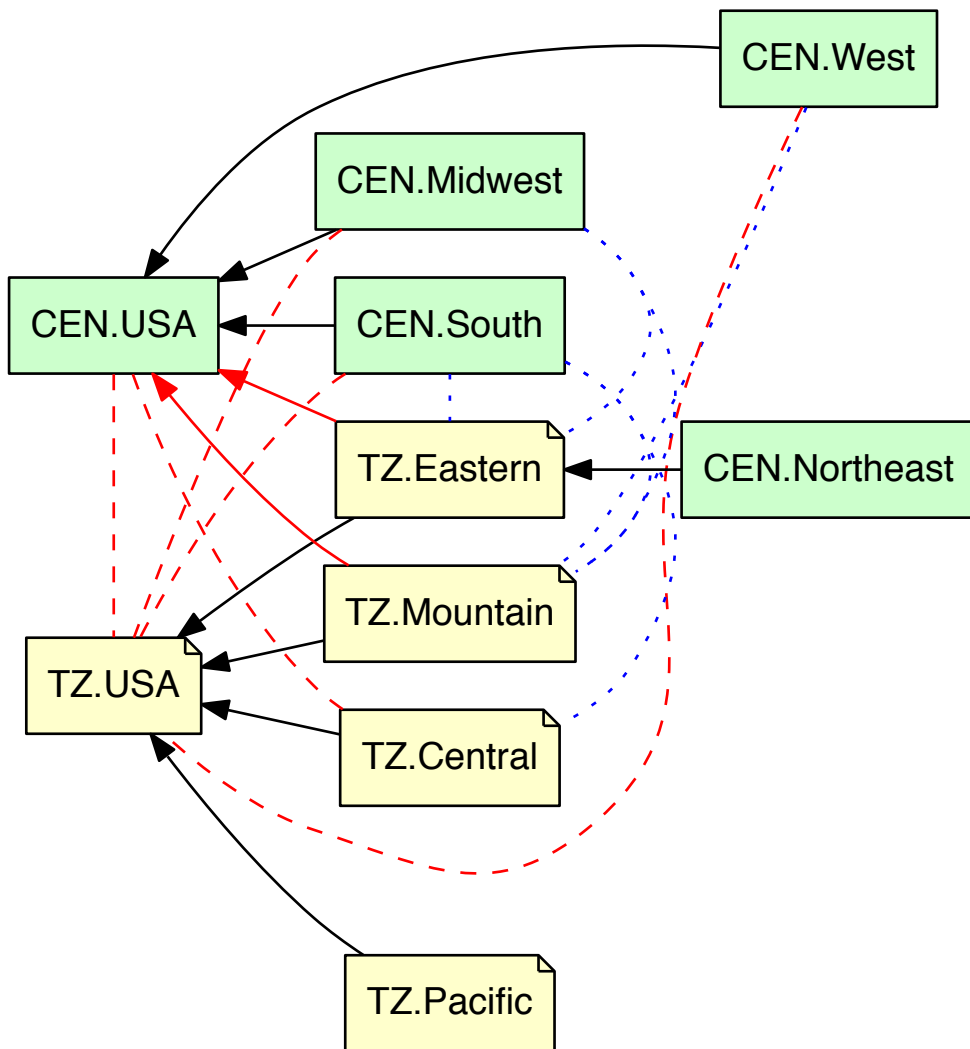 CEN.West
CEN.Midwest
CEN.USA
CEN.South
TZ.Eastern
CEN.Northeast
TZ.Mountain
TZ.USA
TZ.Central
TZ.Pacific